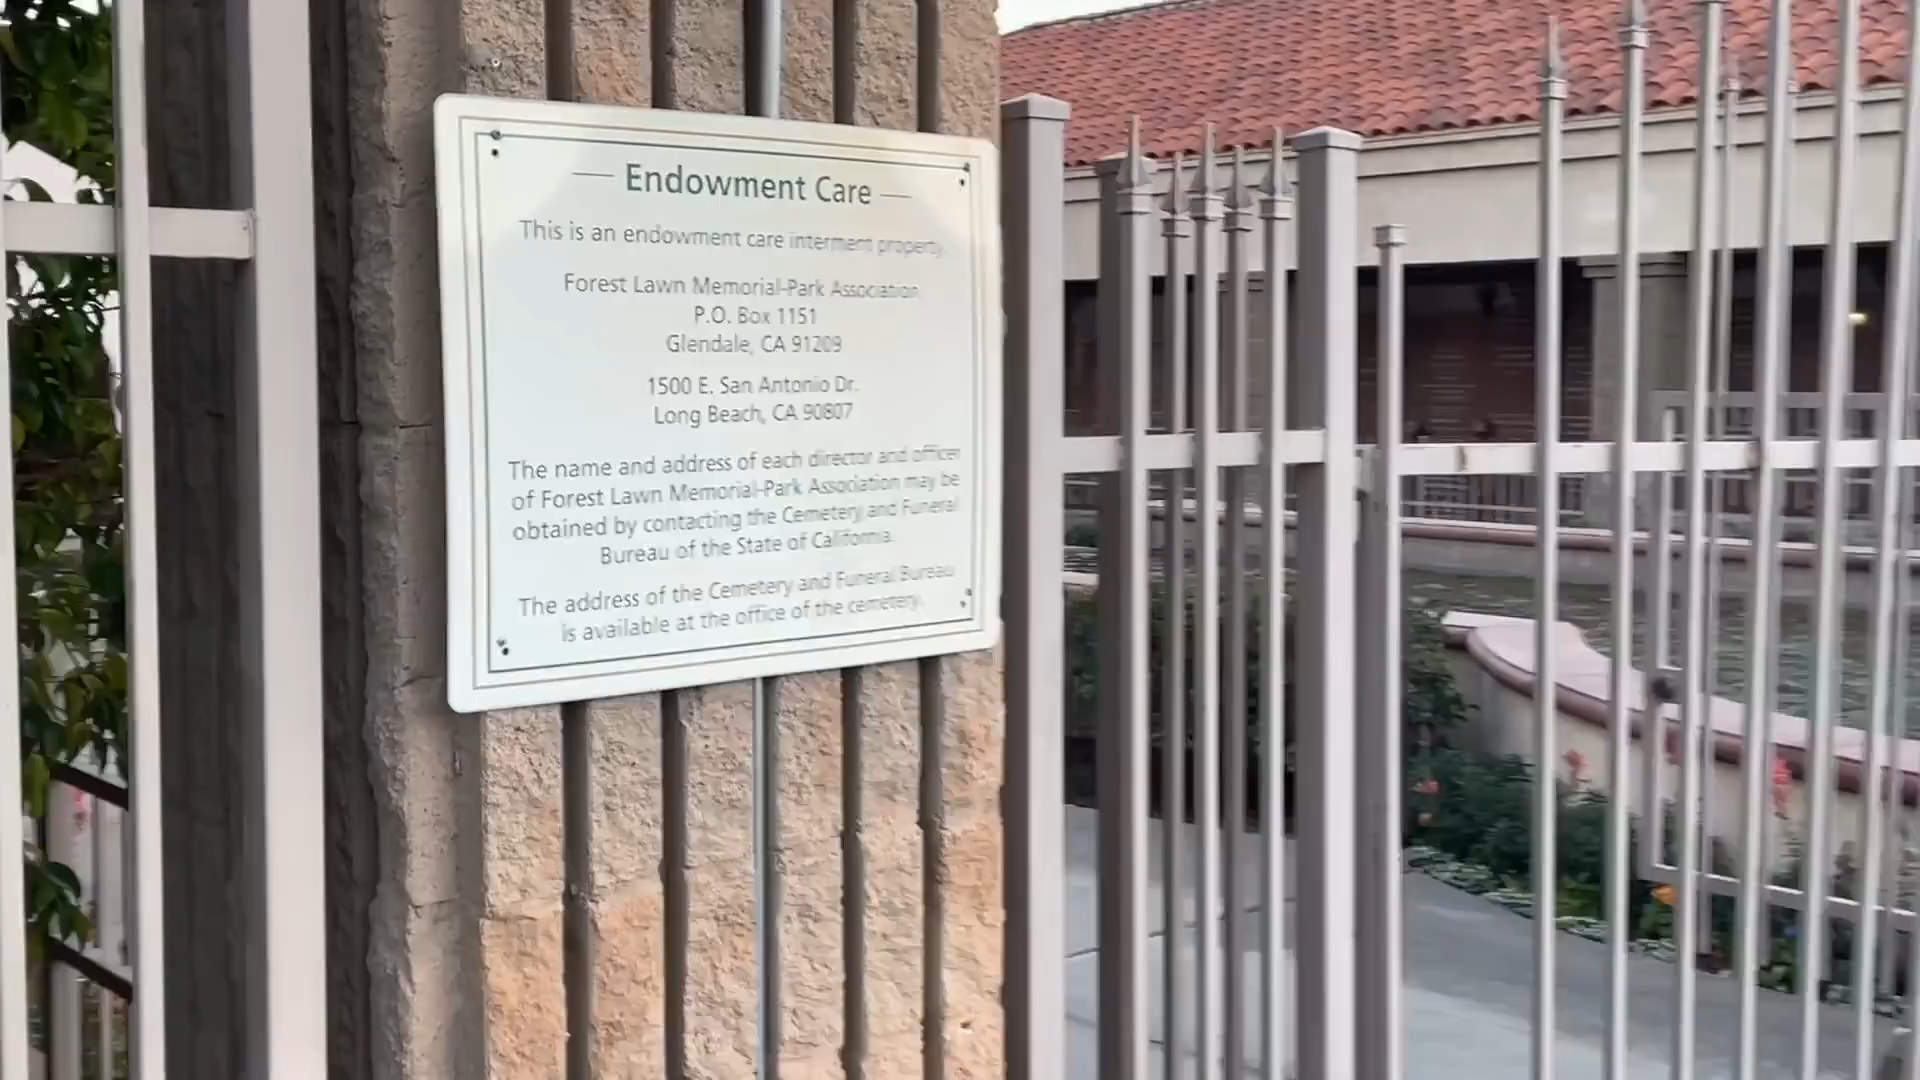 Endowment Care
This is an endowment care interment property.
Forest Lawn Memorial-Park Association
P.O. Box 1151
Glendale, CA 91209
1500 E. San Antonio Dr.
Long Beach, CA 90807
The name and address of each director and officer
of Forest Lawn Memorial-Park Association may be
obtained by contacting the Cemetery and Funeral
Bureau of the State of California.
The address of the Cemetery and Funeral Bureau
is available at the office of the cemetery.